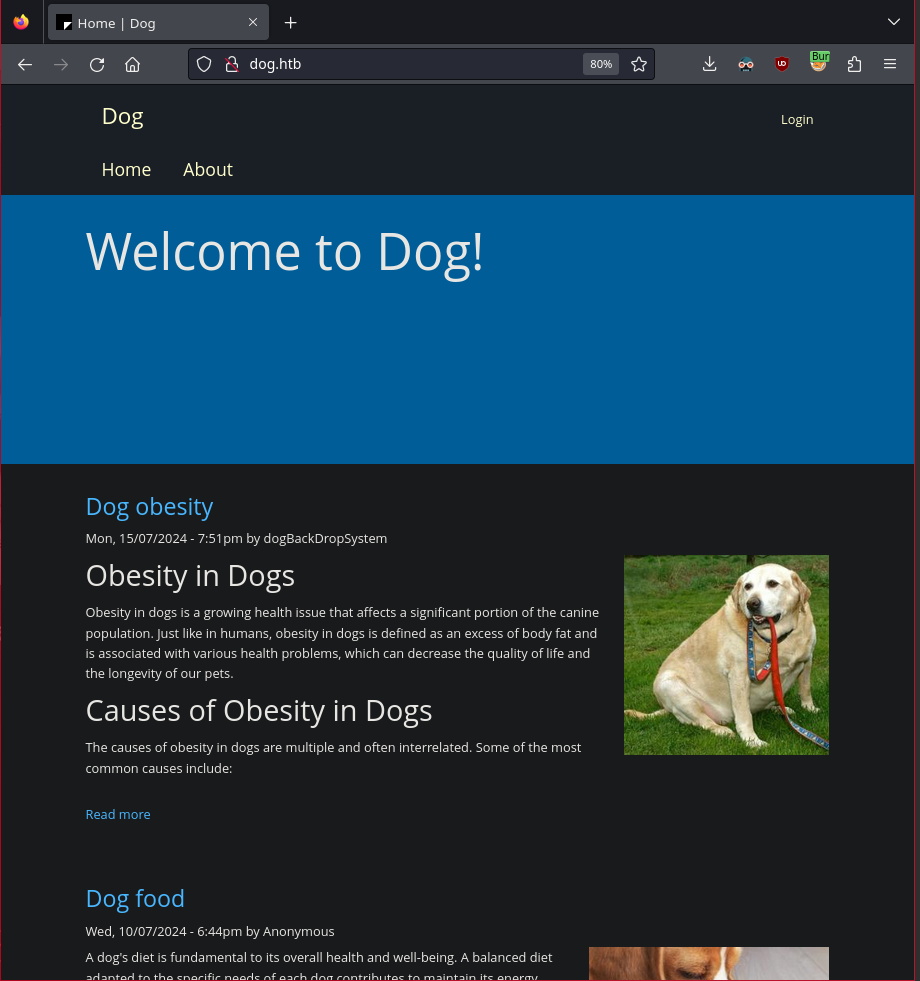 Home | Dog
dog.htb
80%
UD
Bur
Dog
Login
Home
About
Welcome to Dog!
Dog obesity
Mon, 15/07/2024 - 7:51pm by dogBackDropSystem
Obesity in Dogs
Obesity in dogs is a growing health issue that affects a significant portion of the canine
population. Just like in humans, obesity in dogs is defined as an excess of body fat and
is associated with various health problems, which can decrease the quality of life and
the longevity of our pets.
Causes of Obesity in Dogs
The causes of obesity in dogs are multiple and often interrelated. Some of the most
common causes include:
Read more
Dog food
Wed, 10/07/2024 - 6:44pm by Anonymous
A dog's diet is fundamental to its overall health and well-being. A balanced diet
adapted to the specific needs of each dog contributes to maintain its energy,